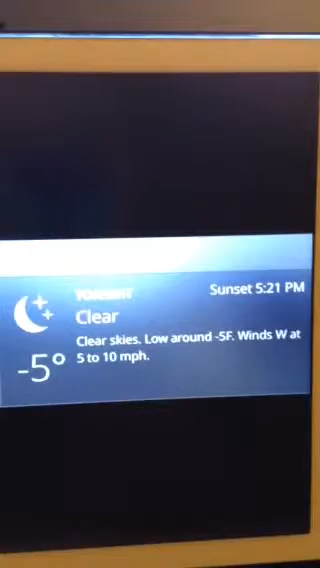 Sunset 5:21 PM
Clear
Clear skies. Low around -5F. Winds W at
5 to 10 mph.
-5°